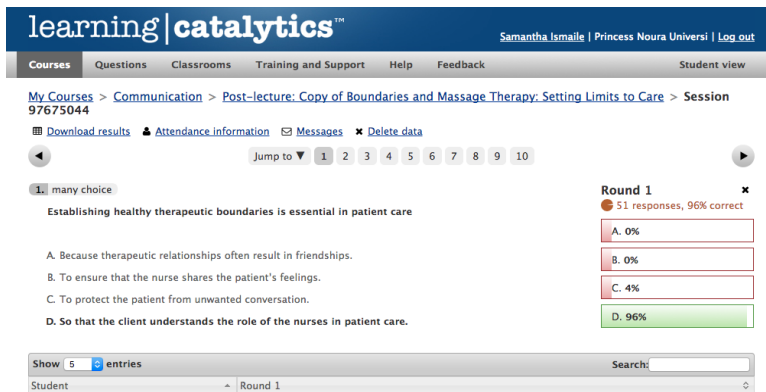 learning|catalytics™
Samantha Ismaile | Princess Noura Universi | Log out
Courses Questions Classrooms Training and Support Help Feedback Student view
My Courses > Communication > Post-lecture: Copy of Boundaries and Massage Therapy: Setting Limits to Care > Session
97675044
Download results Attendance information Messages Delete data
Jump to ▼ 1 2 3 4 5 6 7 8 9 10
1. many choice
Establishing healthy therapeutic boundaries is essential in patient care
A. Because therapeutic relationships often result in friendships.
B. To ensure that the nurse shares the patient's feelings.
C. To protect the patient from unwanted conversation.
D. So that the client understands the role of the nurses in patient care.
Round 1
51 responses, 96% correct
A. 0%
B. 0%
C. 4%
D. 96%
Show 5 entries Search:
Student Round 1